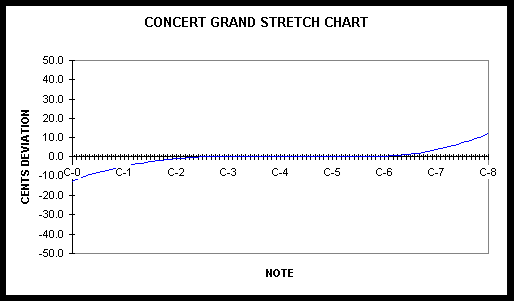 CONCERT GRAND STRETCH CHART
50.0
40.0
30.0
20.0
10.0
0.0
-10.0
-20.0
-30.0
-40.0
-50.0
CENTS DEVIATION
C-0 C-1 C-2 C-3 C-4 C-5 C-6 C-7 C-8
NOTE